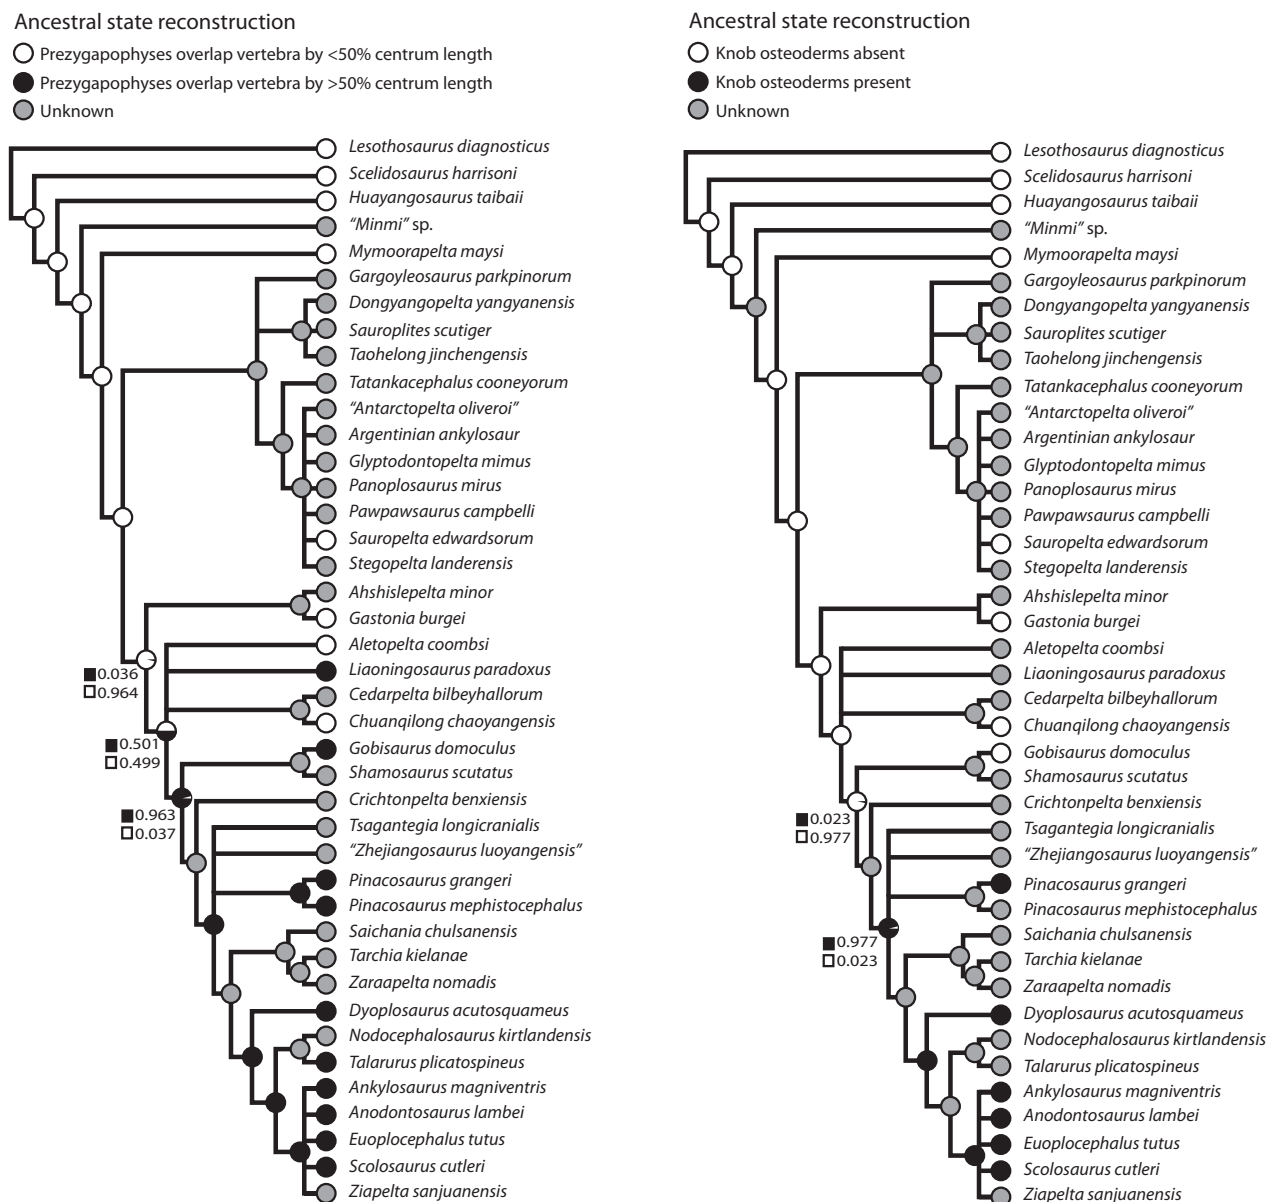 Ancestral state reconstruction
Prezygapophyses overlap vertebra by <50% centrum length
Prezygapophyses overlap vertebra by >50% centrum length
Unknown
Lesothosaurus diagnosticus
Scelidosaurus harrisoni
Huayangosaurus taibaii
“Minmi” sp.
Mymoorapelta maysi
Gargoyleosaurus parkpinorum
Dongyangopelta yangyanensis
Sauroplites scutiger
Taohelong jinchengensis
Tatankacephalus cooneyorum
“Antarctopelta oliveroi”
Argentinian ankylosaur
Glyptodontopelta mimus
Panoplosaurus mirus
Pawpawsaurus campbelli
Sauropelta edwardsorum
Stegopelta landerensis
Ahshislepelta minor
Gastonia burgei
Aletopelta coombsi
Liaoningosaurus paradoxus
Cedarpelta bilbeyhallorum
Chuanqilong chaoyangensis
Gobisaurus domoculus
Shamosaurus scutatus
Crichtonpelta benxiensis
Tsagantegia longicranialis
“Zhejiangosaurus luoyangensis”
Pinacosaurus grangeri
Pinacosaurus mephistocephalus
Saichania chulsanensis
Tarchia kielanae
Zaraapelta nomadis
Dyoplosaurus acutosquameus
Nodocephalosaurus kirtlandensis
Talarurus plicatospineus
Ankylosaurus magniventris
Anodontosaurus lambei
Euoplocephalus tutus
Scolosaurus cutleri
Ziapelta sanjuanensis
0.036
0.964
0.501
0.499
0.963
0.037
Ancestral state reconstruction
Knob osteoderms absent
Knob osteoderms present
Unknown
Lesothosaurus diagnosticus
Scelidosaurus harrisoni
Huayangosaurus taibaii
“Minmi” sp.
Mymoorapelta maysi
Gargoyleosaurus parkpinorum
Dongyangopelta yangyanensis
Sauroplites scutiger
Taohelong jinchengensis
Tatankacephalus cooneyorum
“Antarctopelta oliveroi”
Argentinian ankylosaur
Glyptodontopelta mimus
Panoplosaurus mirus
Pawpawsaurus campbelli
Sauropelta edwardsorum
Stegopelta landerensis
Ahshislepelta minor
Gastonia burgei
Aletopelta coombsi
Liaoningosaurus paradoxus
Cedarpelta bilbeyhallorum
Chuanqilong chaoyangensis
Gobisaurus domoculus
Shamosaurus scutatus
Crichtonpelta benxiensis
Tsagantegia longicranialis
“Zhejiangosaurus luoyangensis”
Pinacosaurus grangeri
Pinacosaurus mephistocephalus
Saichania chulsanensis
Tarchia kielanae
Zaraapelta nomadis
Dyoplosaurus acutosquameus
Nodocephalosaurus kirtlandensis
Talarurus plicatospineus
Ankylosaurus magniventris
Anodontosaurus lambei
Euoplocephalus tutus
Scolosaurus cutleri
Ziapelta sanjuanensis
0.023
0.977
0.977
0.023